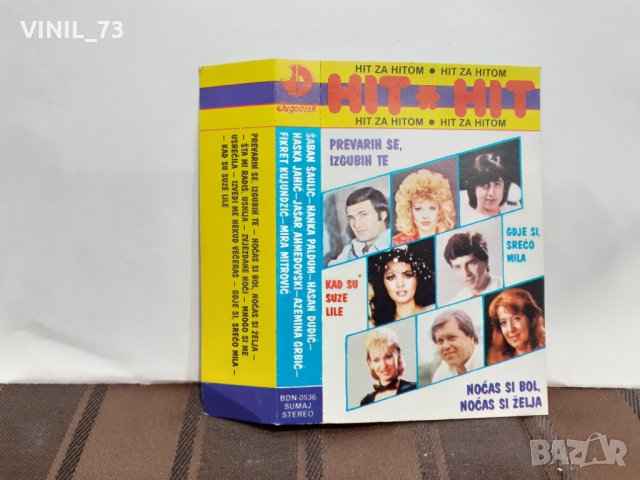 VINIL_73
PREVARIH SE, IZGUBIH TE – NOĆAS SI BOL, NOĆAS SI ŽELJA –
– ŠTA MI RADIŠ, USNIJA – ZVJEZDANE NOĆI – MNOGO SI ME
USREĆILA – IZVEDI ME NEKUD VEČERAS – GDJE SI, SREĆO MILA –
– KAD SU SUZE LILE
Jugodisk
ŠABAN ŠAULIĆ–HANKA PALDUM–HASAN DUDIĆ–
HASKA JAHIĆ–JAŠAR AHMEDOVSKI–AZEMINA GRBIĆ–
FIKRET KUJUNDZIĆ–MIRA MITROVIĆ
BDN-0536
SUMAJ
STEREO
HIT ZA HITOM • HIT ZA HITOM
HIT * HIT
HIT ZA HITOM • HIT ZA HITOM
PREVARIH SE,
IZGUBIH TE
GDJE SI,
SREĆO
MILA
KAD SU
SUZE
LILE
NOĆAS SI BOL,
NOĆAS SI ŽELJA
bazar